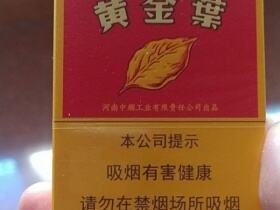 黄金葉
河南中烟工业有限责任公司出品
本公司提示
吸烟有害健康
请勿在禁烟场所吸烟